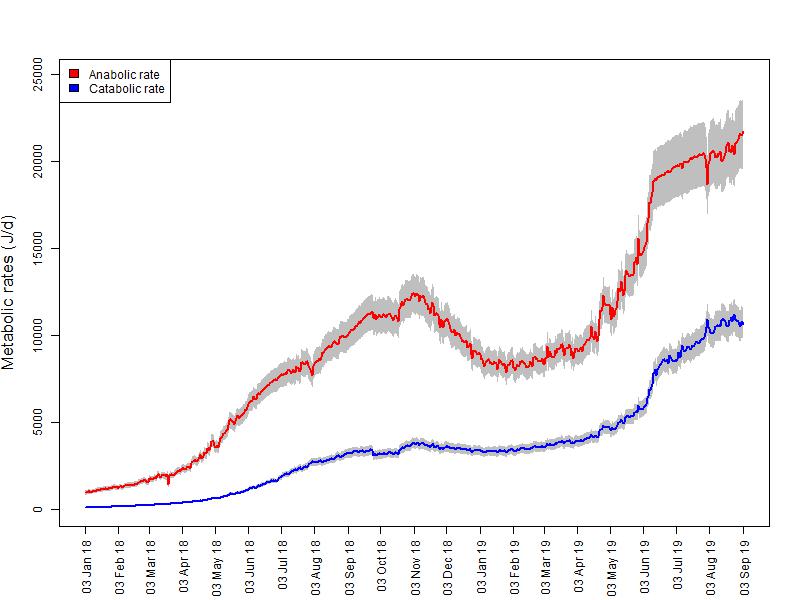 Anabolic rate
Catabolic rate
Metabolic rates (J/d)
25000
20000
15000
10000
5000
0
03 Jan 18
03 Feb 18
03 Mar 18
03 Apr 18
03 May 18
03 Jun 18
03 Jul 18
03 Aug 18
03 Sep 18
03 Oct 18
03 Nov 18
03 Dec 18
03 Jan 19
03 Feb 19
03 Mar 19
03 Apr 19
03 May 19
03 Jun 19
03 Jul 19
03 Aug 19
03 Sep 19